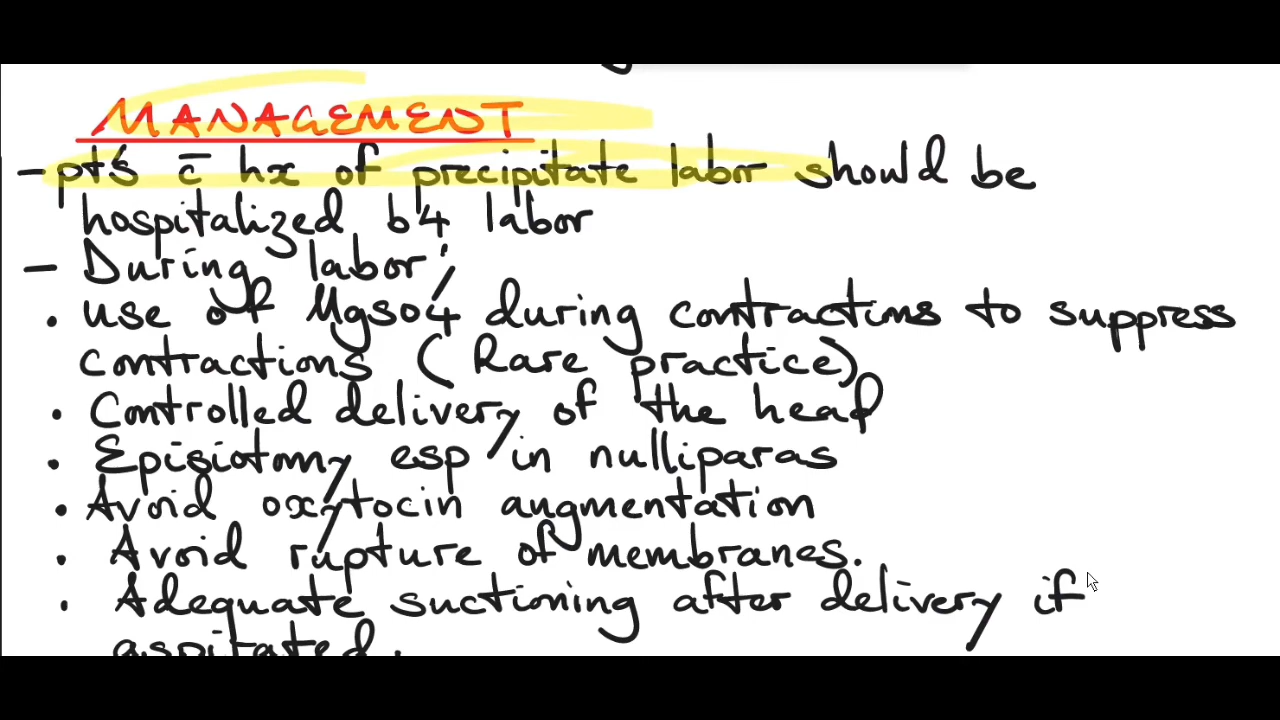 MANAGEMENT
- pt's c̄ hx of precipitate labor should be
hospitalized b4 labor
- During labor;
. use of MgSO4 during contractions to suppress
contractions (Rare practice)
. Controlled delivery of the head
. Episiotomy esp in nulliparas
. Avoid oxytocin augmentation
. Avoid rupture of membranes.
. Adequate suctioning after delivery if
aspitated.